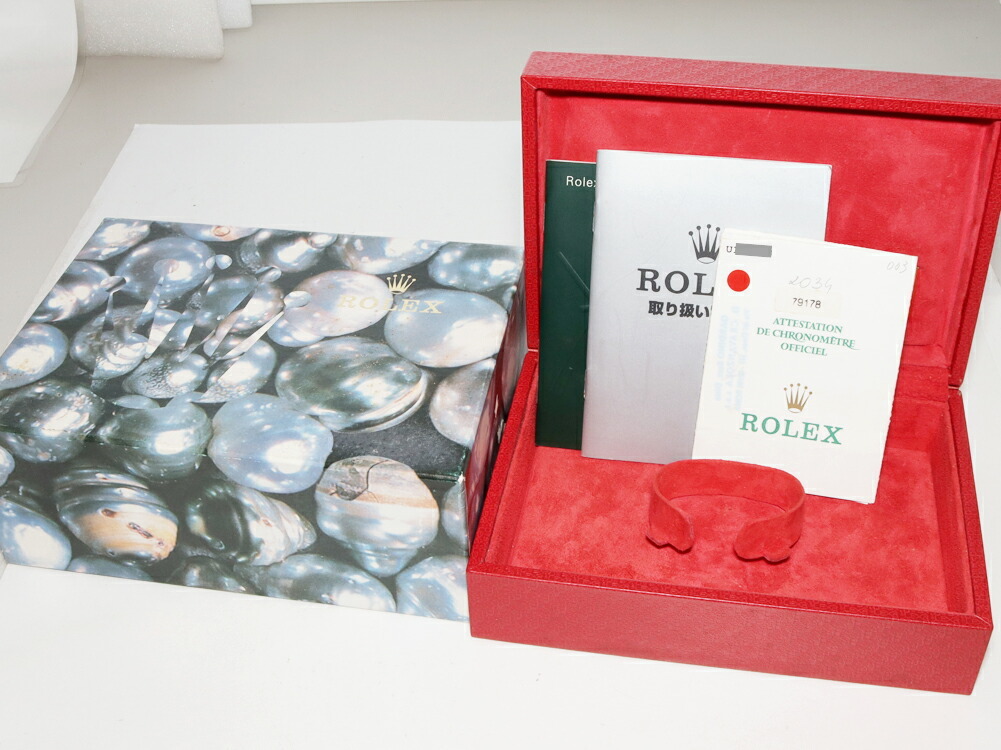 ROLEX
Rolex
ROLEX
取り扱い
2034
79178
ATTESTATION
DE CHRONOMÈTRE
OFFICIEL
ROLEX